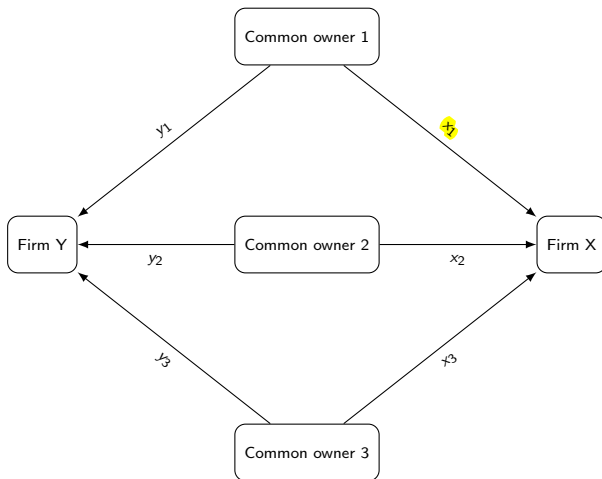 Common owner 1
y1
x1
Firm Y
Common owner 2
Firm X
y2
x2
y3
x3
Common owner 3